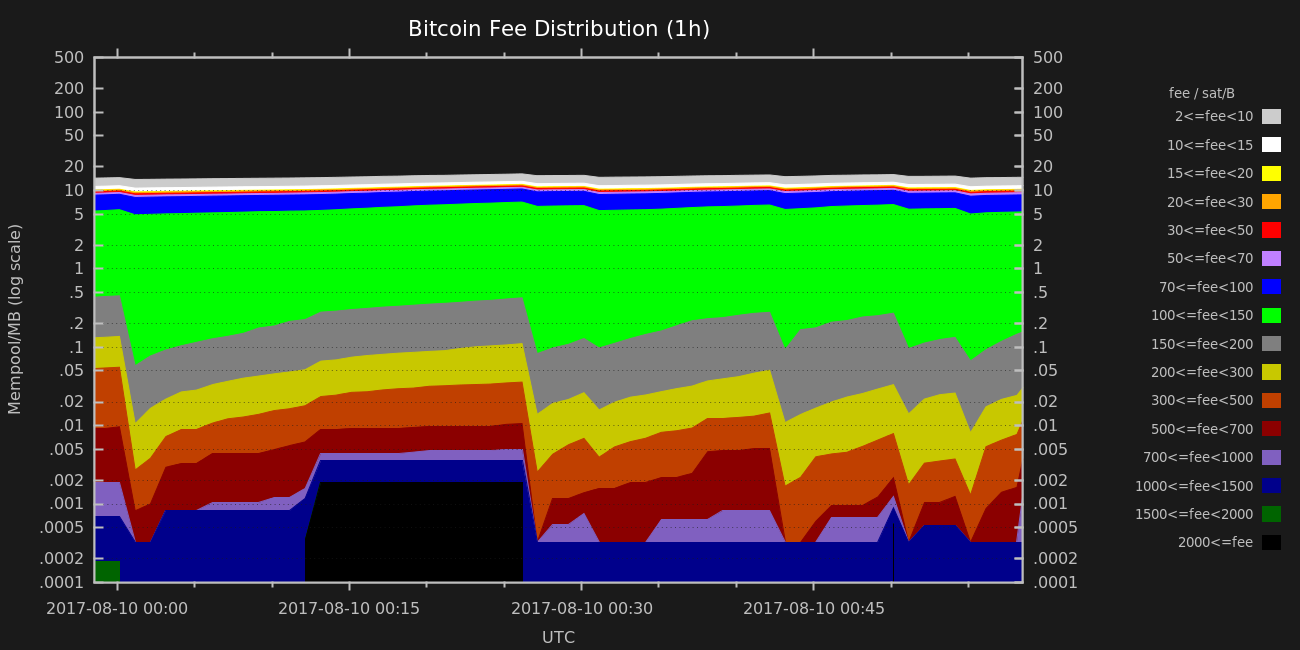 Bitcoin Fee Distribution (1h)
Mempool/MB (log scale)
500
200
100
50
20
10
5
2
1
.5
.2
.1
.05
.02
.01
.005
.002
.001
.0005
.0002
.0001
500
200
100
50
20
10
5
2
1
.5
.2
.1
.05
.02
.01
.005
.002
.001
.0005
.0002
.0001
2017-08-10 00:00 2017-08-10 00:15 2017-08-10 00:30 2017-08-10 00:45
UTC
fee / sat/B
2<=fee<10
10<=fee<15
15<=fee<20
20<=fee<30
30<=fee<50
50<=fee<70
70<=fee<100
100<=fee<150
150<=fee<200
200<=fee<300
300<=fee<500
500<=fee<700
700<=fee<1000
1000<=fee<1500
1500<=fee<2000
2000<=fee